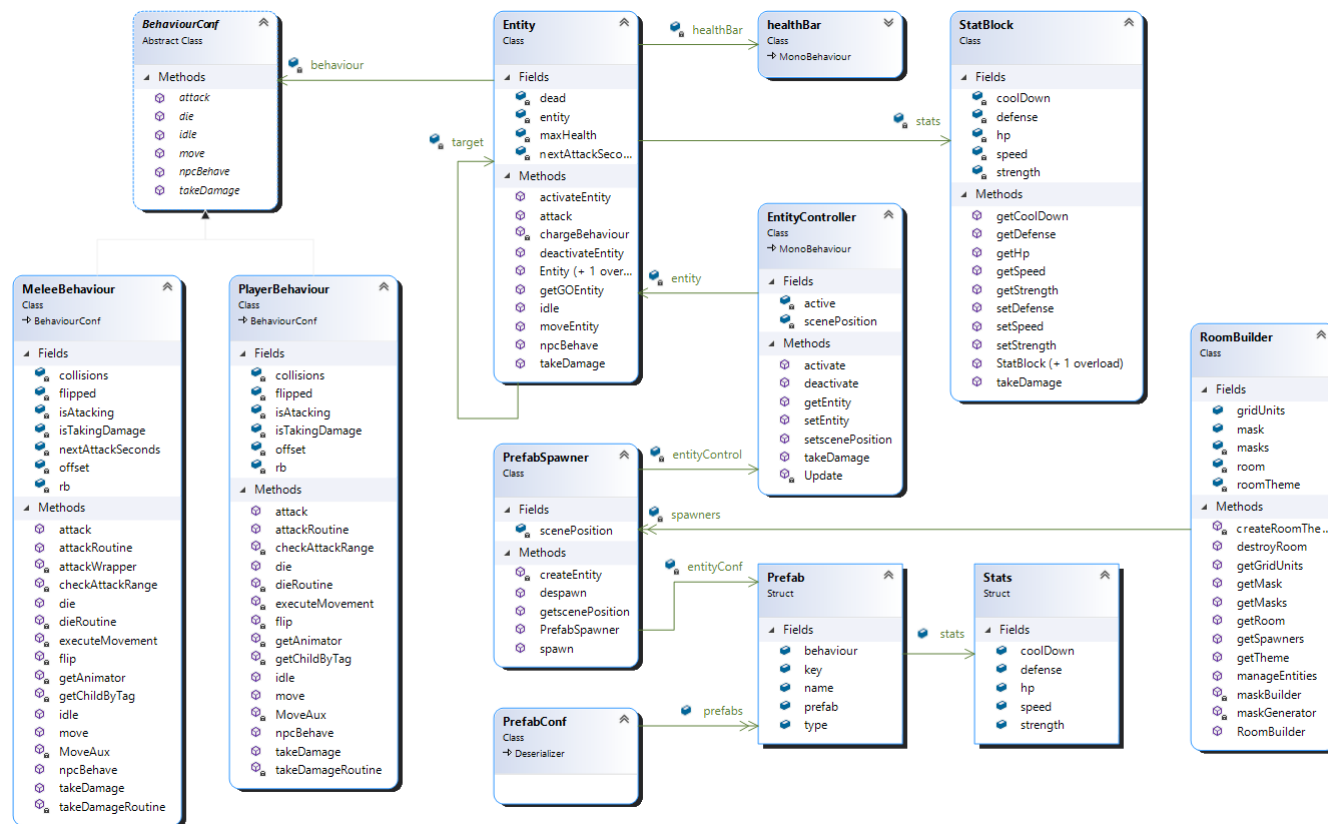 BehaviourConf
Abstract Class
Methods
attack
die
idle
move
npcBehave
takeDamage
behaviour
Entity
Class
Fields
dead
entity
maxHealth
nextAttackSeco...
Methods
activateEntity
attack
chargeBehaviour
deactivateEntity
Entity (+ 1 over...
getGOEntity
idle
moveEntity
npcBehave
takeDamage
target
healthBar
healthBar
Class
MonoBehaviour
stats
StatBlock
Class
Fields
coolDown
defense
hp
speed
strength
Methods
getCoolDown
getDefense
getHp
getSpeed
getStrength
setDefense
setSpeed
setStrength
StatBlock (+ 1 overload)
takeDamage
entity
EntityController
Class
MonoBehaviour
Fields
active
scenePosition
Methods
activate
deactivate
getEntity
setEntity
setscenePosition
takeDamage
Update
MeleeBehaviour
Class
BehaviourConf
Fields
collisions
flipped
isAtacking
isTakingDamage
nextAttackSeconds
offset
rb
Methods
attack
attackRoutine
attackWrapper
checkAttackRange
die
dieRoutine
executeMovement
flip
getAnimator
getChildByTag
idle
move
MoveAux
npcBehave
takeDamage
takeDamageRoutine
PlayerBehaviour
Class
BehaviourConf
Fields
collisions
flipped
isAtacking
isTakingDamage
offset
rb
Methods
attack
attackRoutine
checkAttackRange
die
dieRoutine
executeMovement
flip
getAnimator
getChildByTag
idle
move
MoveAux
npcBehave
takeDamage
takeDamageRoutine
PrefabSpawner
Class
Fields
scenePosition
Methods
createEntity
despawn
getscenePosition
PrefabSpawner
spawn
entityControl
spawners
entityConf
RoomBuilder
Class
Fields
gridUnits
mask
masks
room
roomTheme
Methods
createRoomThe...
destroyRoom
getGridUnits
getMask
getMasks
getRoom
getSpawners
getTheme
manageEntities
maskBuilder
maskGenerator
RoomBuilder
Prefab
Struct
Fields
behaviour
key
name
prefab
type
stats
Stats
Struct
Fields
coolDown
defense
hp
speed
strength
PrefabConf
Class
Deserializer
prefabs